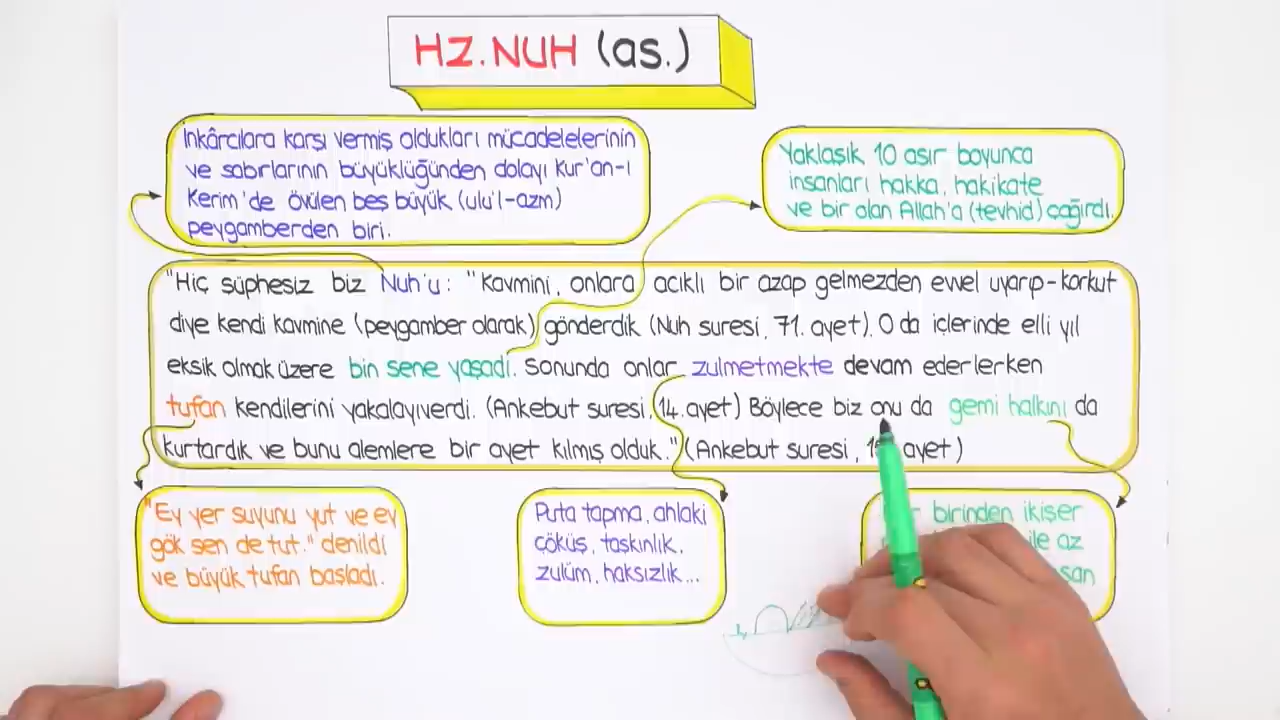 HZ. NUH (as.)
İnkârcılara karşı vermiş oldukları mücadelelerinin
ve sabırlarının büyüklüğünden dolayı Kur'an-ı
Kerim'de övülen beş büyük (ulu'l-azm)
peygamberden biri.
Yaklaşık 10 asır boyunca
insanları hakka, hakikate
ve bir olan Allah'a (tevhid) çağırdı.
"Hiç şüphesiz biz Nuh'u: "Kavmini, onlara acıklı bir azap gelmezden evvel uyarıp-korkut
diye kendi kavmine (peygamber olarak) gönderdik (Nuh suresi, 71. ayet). O da içlerinde elli yıl
eksik olmak üzere bin sene yaşadı. Sonunda onlar zulmetmekte devam ederlerken
tufan kendilerini yakalayıverdi. (Ankebut suresi, 14. ayet) Böylece biz onu da gemi halkını da
kurtardık ve bunu alemlere bir ayet kılmış olduk." (Ankebut suresi, ayet)
"Ey yer suyunu yut ve ey
gök sen de tut." denildi
ve büyük tufan başladı.
Puta tapma, ahlaki
çöküş, taşkınlık,
zulüm, haksızlık...
birinden ikişer
ile az